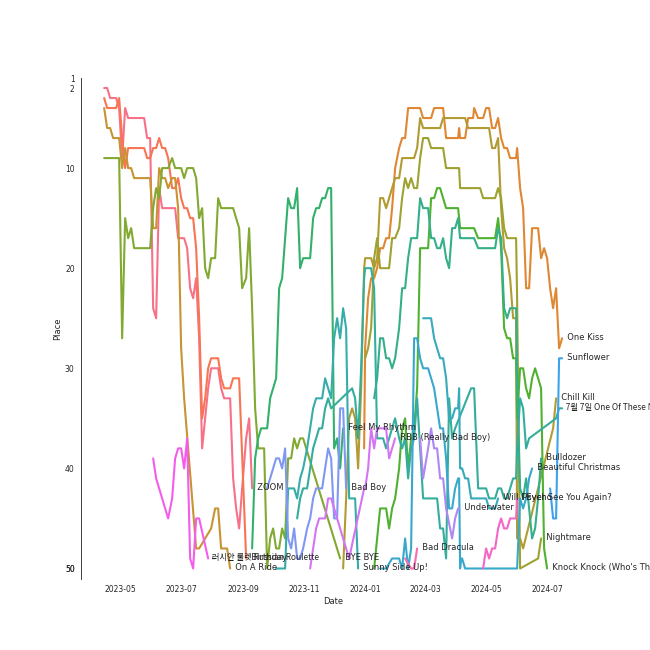 1
2
10
20
30
40
50
50
Place
Date
2023-05
2023-07
2023-09
2023-11
2024-01
2024-03
2024-05
2024-07
One Kiss
Sunflower
Chill Kill
7월 7일 One Of These N
Feel My Rhythm
RBB (Really Bad Boy)
Bulldozer
Beautiful Christmas
ZOOM
Bad Boy
See You Again?
Underwater
Nightmare
Bad Dracula
Roulette
BYE BYE
On A Ride
Sunny Side Up!
Knock Knock (Who's Th